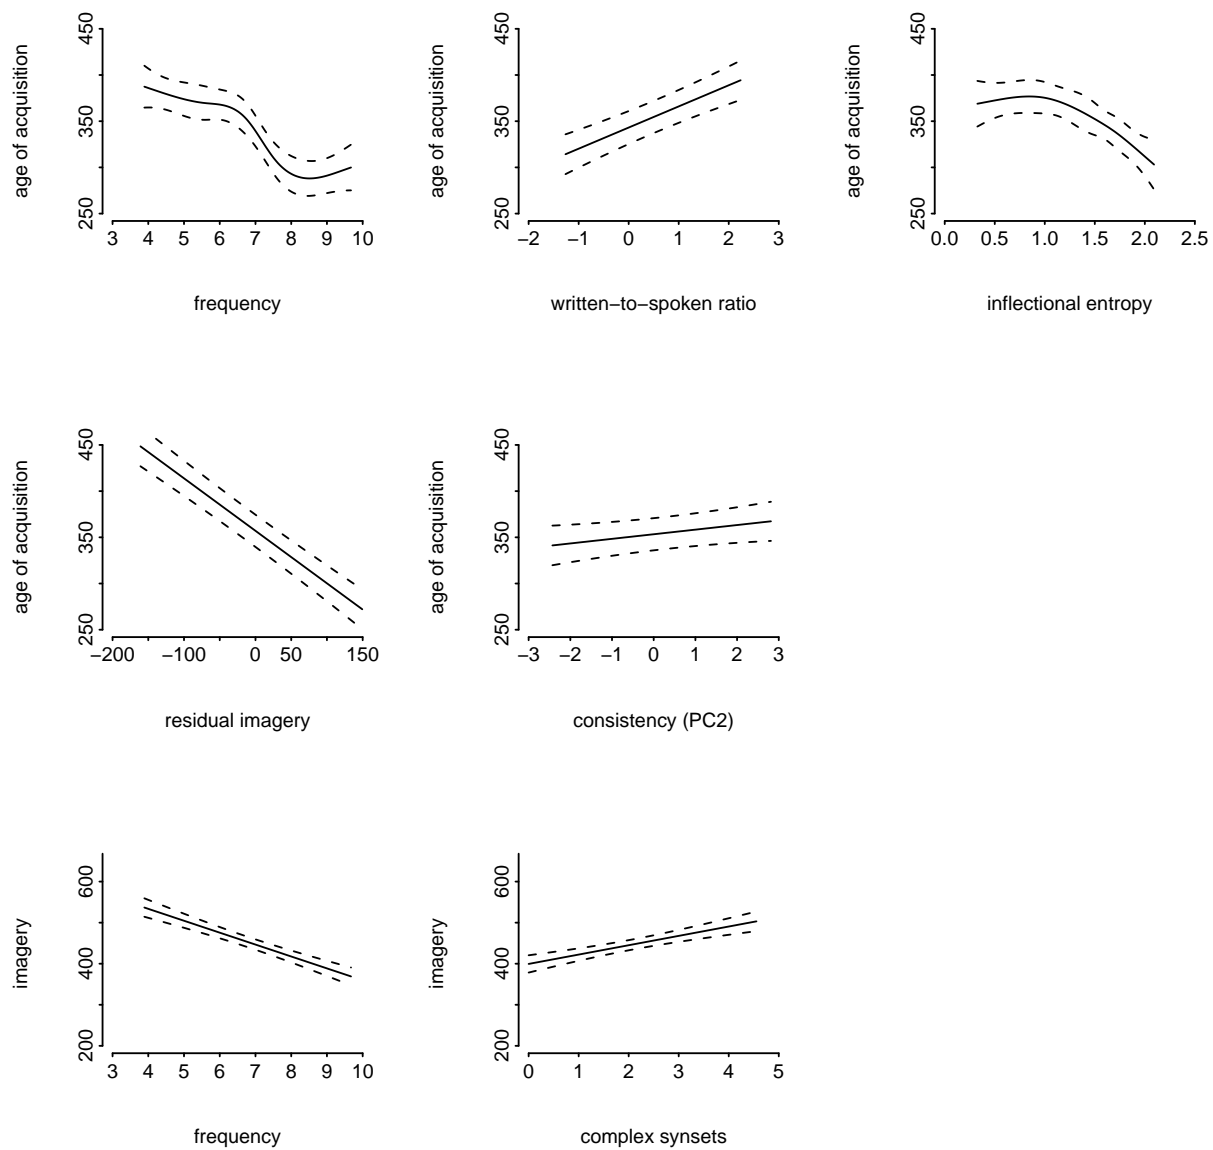 age of acquisition
450
350
250
3 4 5 6 7 8 9 10
frequency
age of acquisition
450
350
250
−2 −1 0 1 2 3
written−to−spoken ratio
age of acquisition
450
350
250
0.0 0.5 1.0 1.5 2.0 2.5
inflectional entropy
age of acquisition
450
350
250
−200 −100 0 50 150
residual imagery
age of acquisition
450
350
250
−3 −2 −1 0 1 2 3
consistency (PC2)
imagery
600
400
200
3 4 5 6 7 8 9 10
frequency
imagery
600
400
200
0 1 2 3 4 5
complex synsets